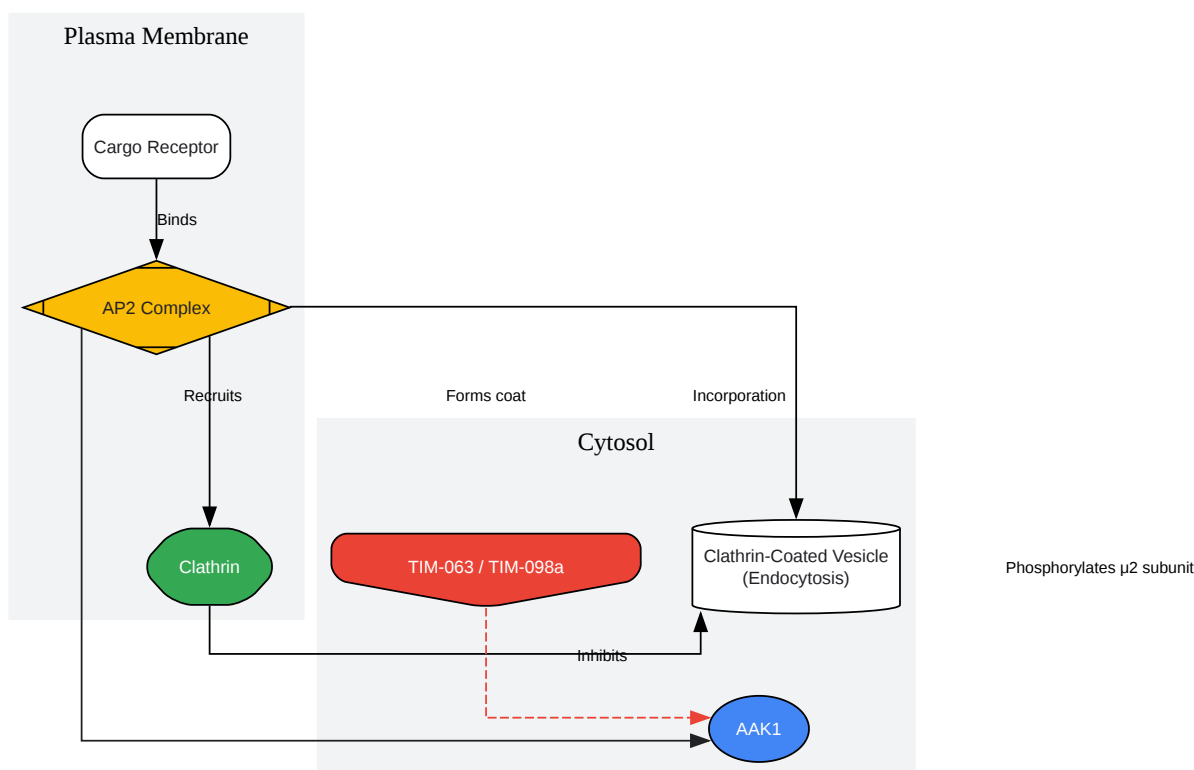 Plasma Membrane
Cargo Receptor
Binds
AP2 Complex
Recruits
Forms coat
Incorporation
Cytosol
Clathrin
TIM-063 / TIM-098a
Clathrin-Coated Vesicle
(Endocytosis)
Phosphorylates μ2 subunit
Inhibits
AAK1